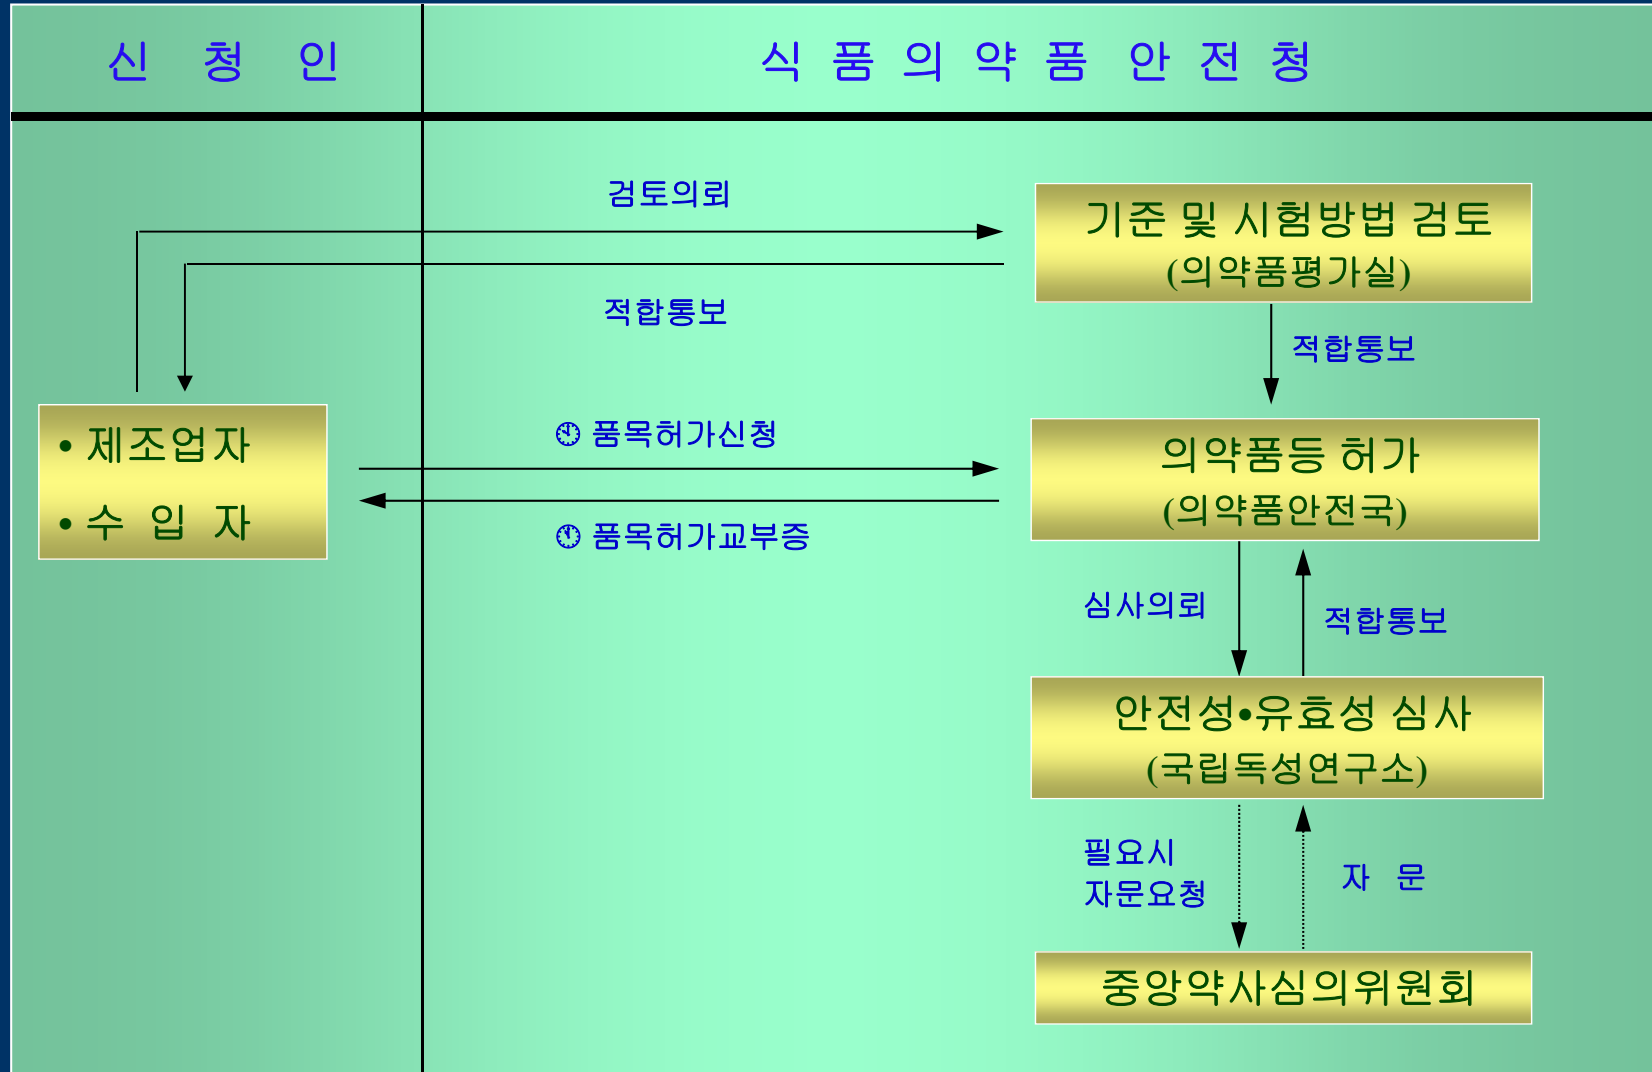 신 청 인
식 품 의 약 품 안 전 청
검토의뢰
기준 및 시험방법 검토
(의약품평가실)
적합통보
적합통보
• 제조업자
• 수 입 자
품목허가신청
의약품등 허가
(의약품안전국)
품목허가교부증
심사의뢰
적합통보
안전성•유효성 심사
(국립독성연구소)
필요시
자문요청
자 문
중앙약사심의위원회